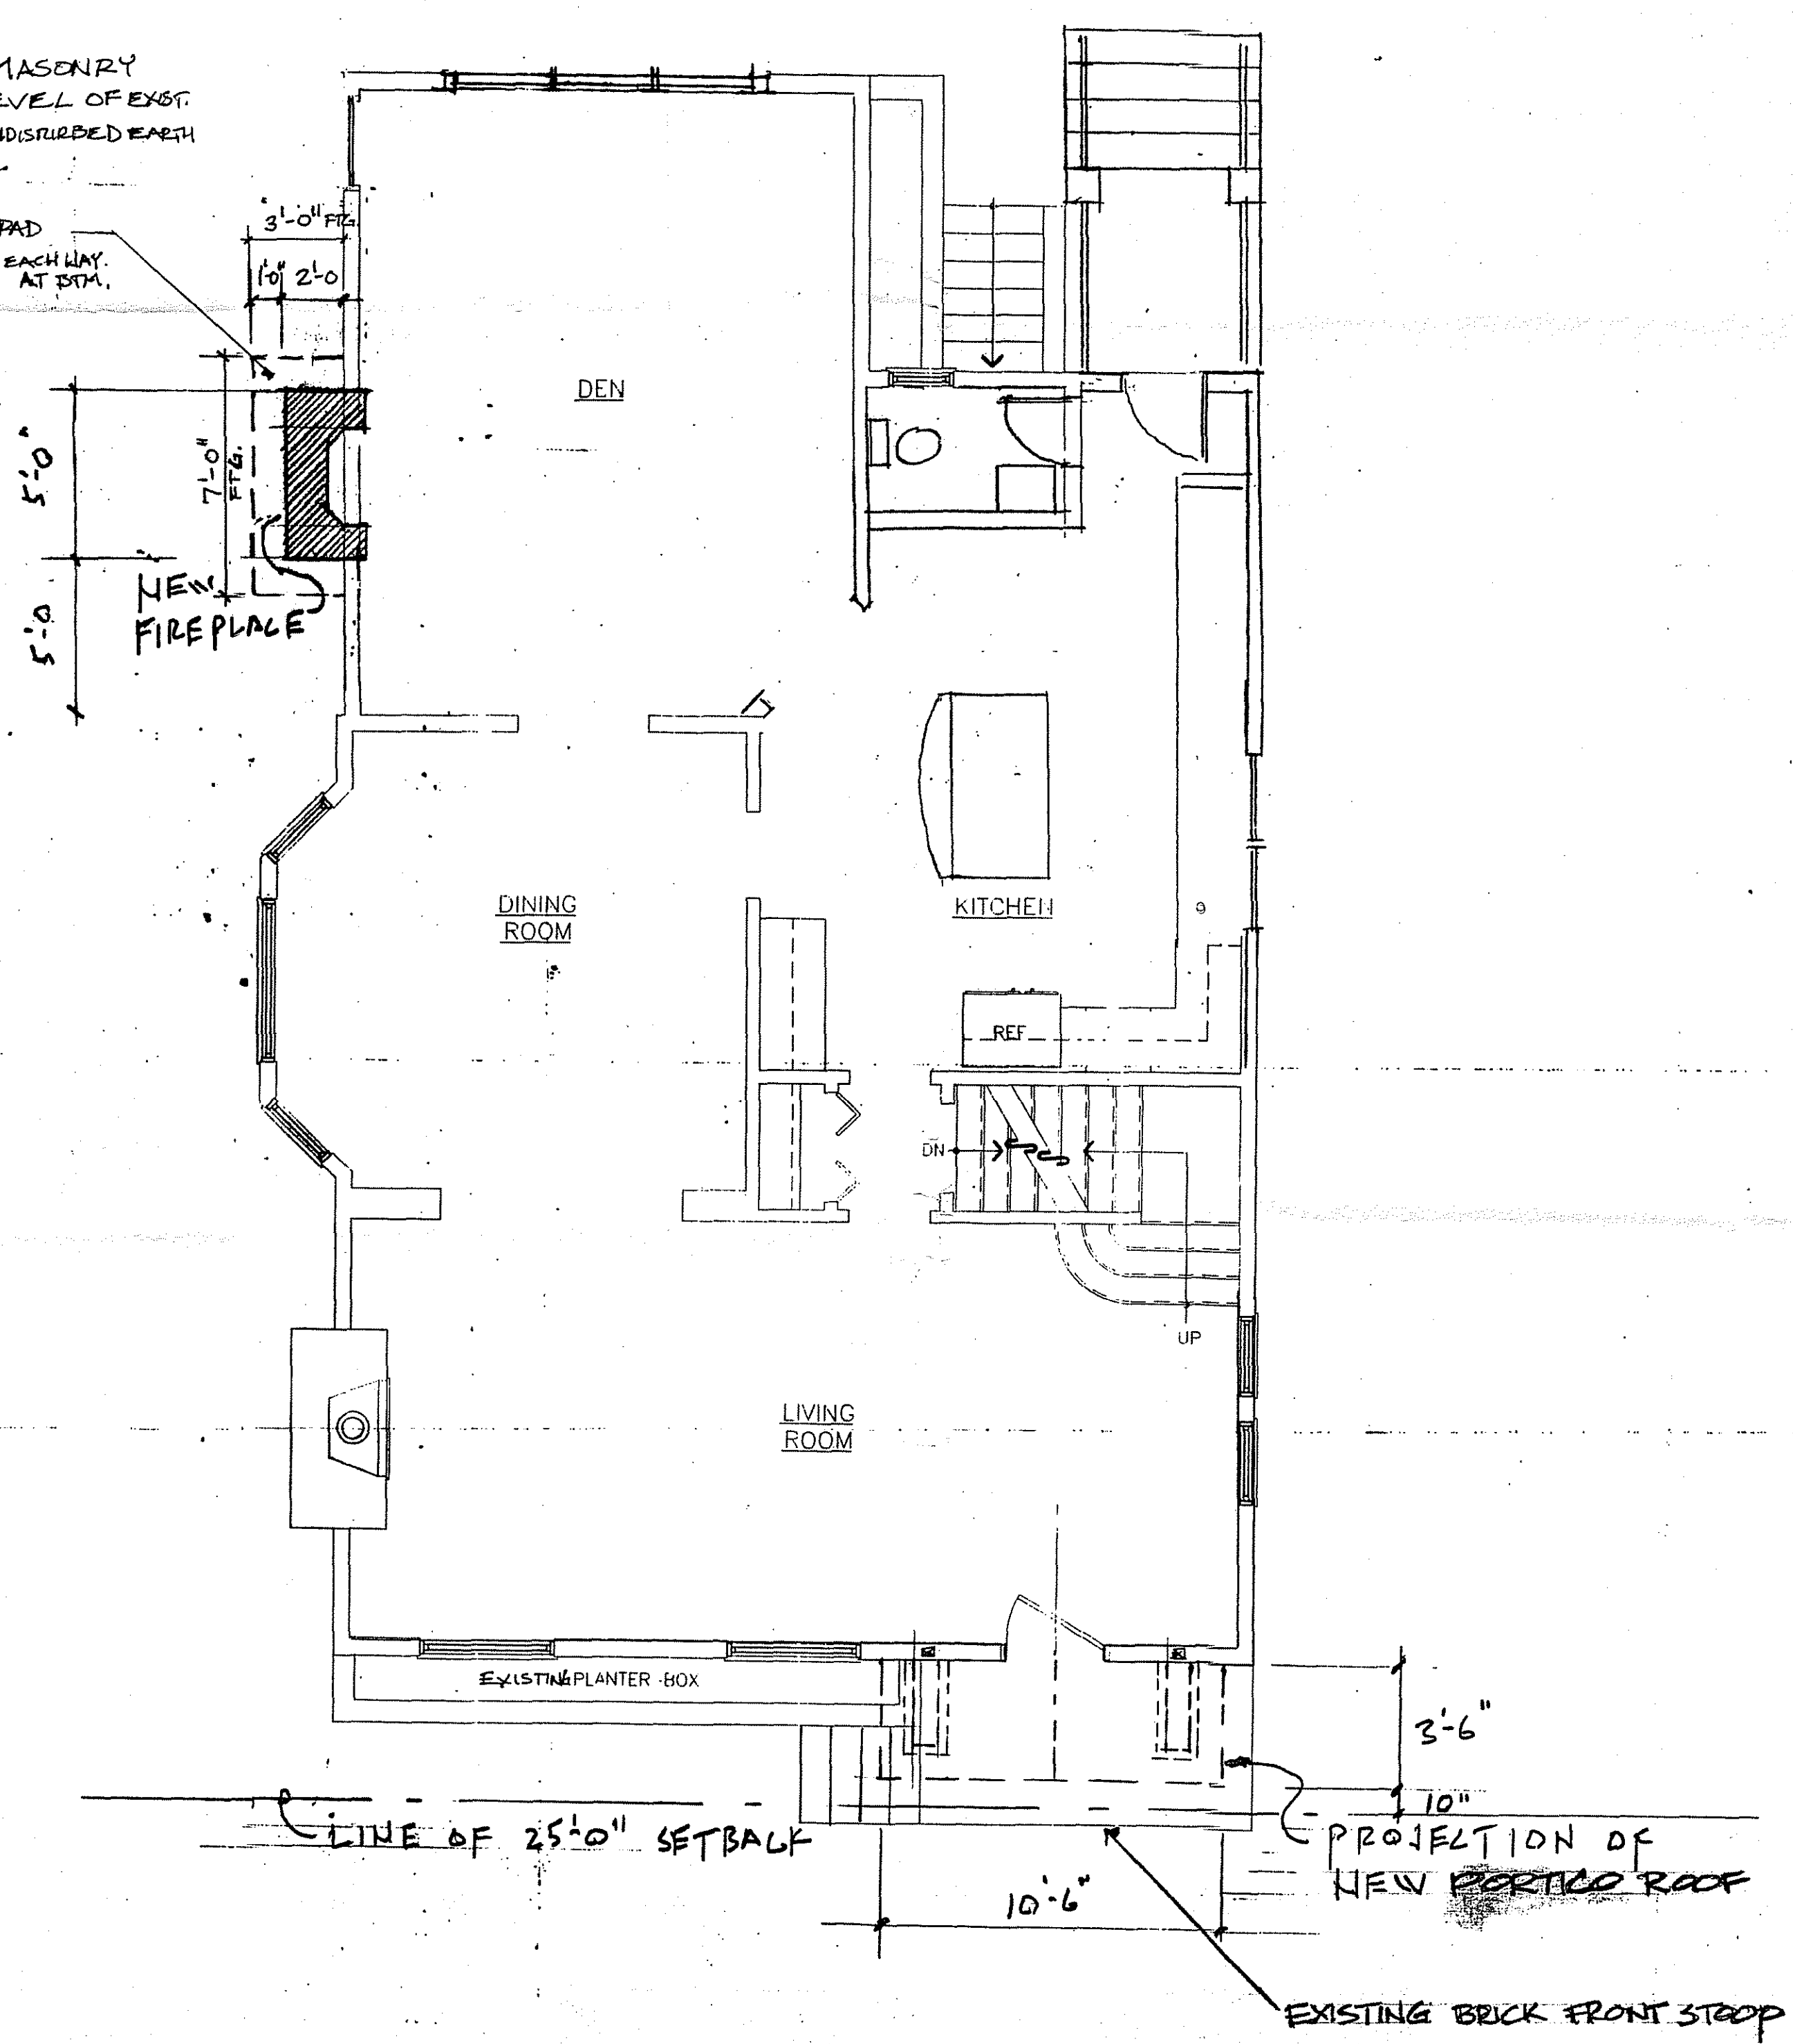 MASONRY
LEVEL OF EXIST.
UNDISTURBED EARTH
PAD
EACH WAY.
AT BTM.
3'-0" FTG.
1'-0" 2'-0
5'-0"
7'-0"
FTG.
5'-0
NEW
FIREPLACE
DEN
DINING
ROOM
KITCHEN
REF
DN
UP
LIVING
ROOM
EXISTING PLANTER BOX
3'-6"
10"
LINE OF 25'-0" SETBACK
PROJECTION OF
NEW PORTICO ROOF
10'-6"
EXISTING BRICK FRONT STOOP